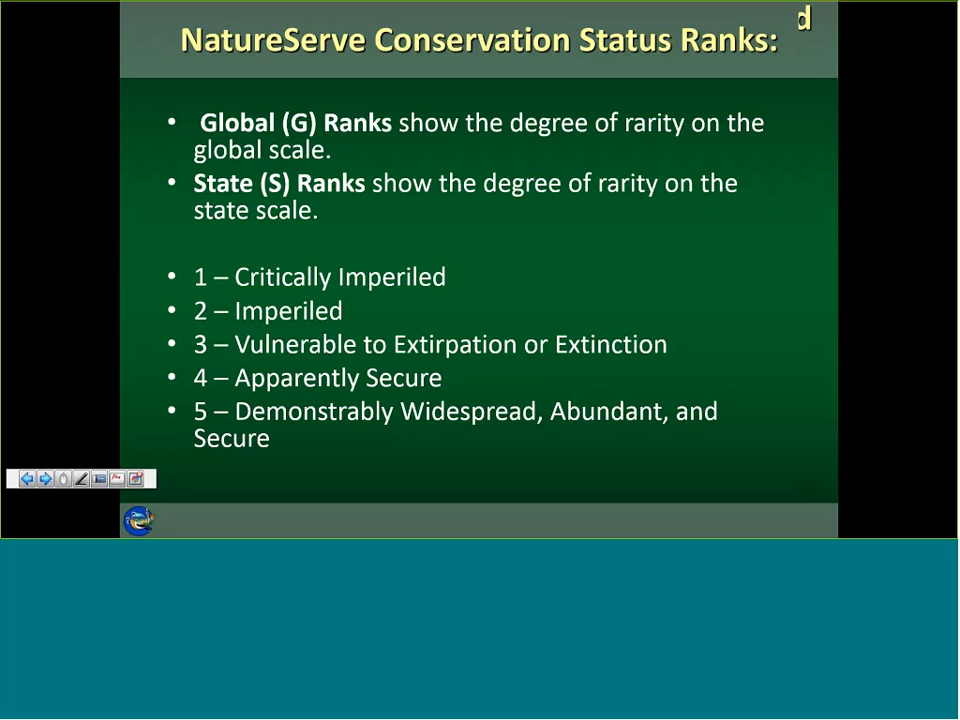 d
NatureServe Conservation Status Ranks:
• Global (G) Ranks show the degree of rarity on the
global scale.
• State (S) Ranks show the degree of rarity on the
state scale.
• 1 – Critically Imperiled
• 2 – Imperiled
• 3 – Vulnerable to Extirpation or Extinction
• 4 – Apparently Secure
• 5 – Demonstrably Widespread, Abundant, and
Secure